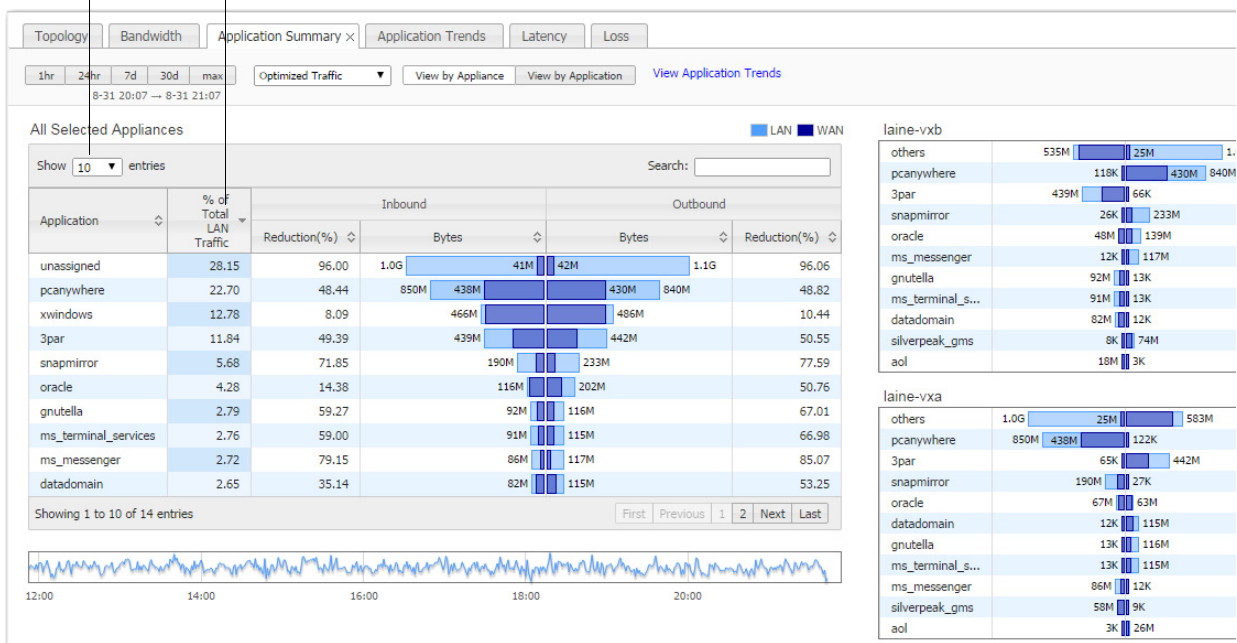 Topology Bandwidth Application Summary × Application Trends Latency Loss
1hr 24hr 7d 30d max Optimized Traffic View by Appliance View by Application View Application Trends
8-31 20:07 → 8-31 21:07
All Selected Appliances LAN WAN
Show 10 entries Search:
Application % of Total LAN Traffic Inbound Outbound
Reduction(%) Bytes Bytes Reduction(%)
unassigned 28.15 96.00 1.0G 41M 42M 1.1G 96.06
pcanywhere 22.70 48.44 850M 438M 430M 840M 48.82
xwindows 12.78 8.09 466M 486M 10.44
3par 11.84 49.39 439M 442M 50.55
snapmirror 5.68 71.85 190M 233M 77.59
oracle 4.28 14.38 116M 202M 50.76
gnutella 2.79 59.27 92M 116M 67.01
ms_terminal_services 2.76 59.00 91M 115M 66.98
ms_messenger 2.72 79.15 86M 117M 85.07
datadomain 2.65 35.14 82M 115M 53.25
Showing 1 to 10 of 14 entries First Previous 1 2 Next Last
12:00 14:00 16:00 18:00 20:00
laine-vxb
others 535M 25M
pcanywhere 118K 430M 840M
3par 439M 66K
snapmirror 26K 233M
oracle 48M 139M
ms_messenger 12K 117M
gnutella 92M 13K
ms_terminal_s... 91M 13K
datadomain 82M 12K
silverpeak_gms 8K 74M
aol 18M 3K
laine-vxa
others 1.0G 25M 583M
pcanywhere 850M 438M 122K
3par 65K 442M
snapmirror 190M 27K
oracle 67M 63M
datadomain 12K 115M
gnutella 13K 116M
ms_terminal_s... 13K 115M
ms_messenger 86M 12K
silverpeak_gms 58M 9K
aol 3K 26M